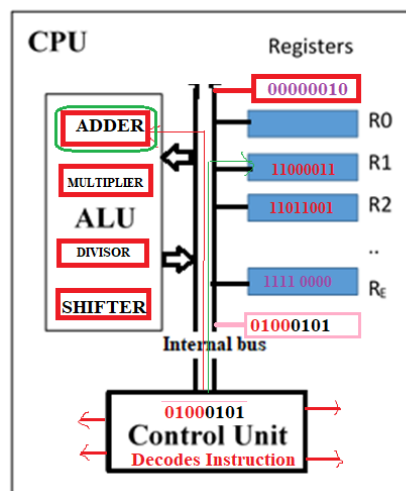 CPU
Registers
00000010
R0
ADDER
11000011
R1
MULTIPLIER
11011001
R2
ALU
DIVISOR
..
1111 0000
RE
SHIFTER
01000101
Internal bus
01000101
Control Unit
Decodes Instruction